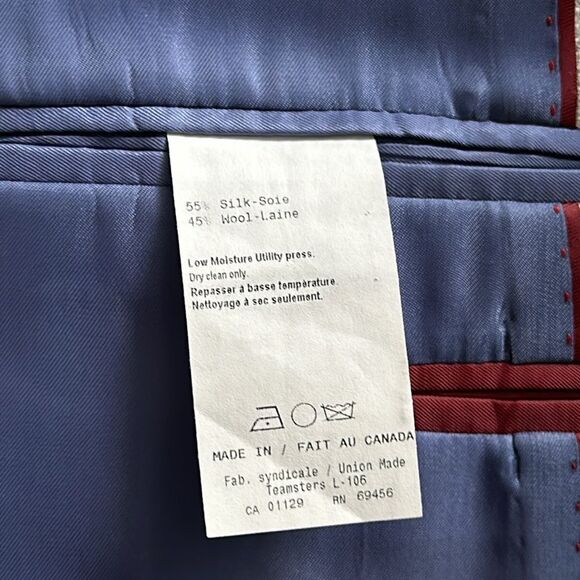 55% Silk-Soie
45% Wool-Laine
Low Moisture Utility press.
Dry clean only.
Repasser à basse température.
Nettoyage à sec seulement.
MADE IN / FAIT AU CANADA
Fab. syndicale / Union Made
Teamsters L-106
CA 01129 RN 69456